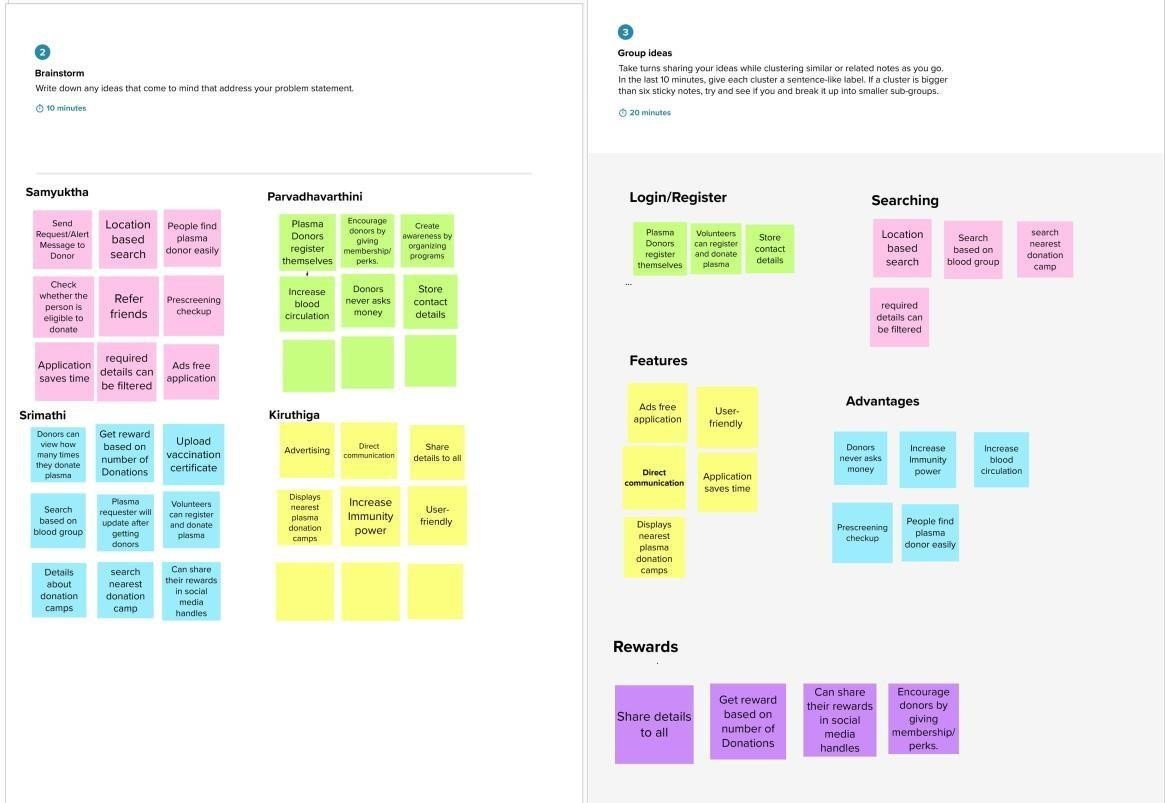 2
Brainstorm
Write down any ideas that come to mind that address your problem statement.
10 minutes
Samyuktha
Send
Request/Alert
Message to
Donor
Location
based
search
People find
plasma
donor easily
Check
whether the
person is
eligible to
donate
Refer
friends
Prescreening
checkup
Application
saves time
required
details can
be filtered
Ads free
application
Parvadhavarthini
Plasma
Donors
register
themselves
Encourage
donors by
giving
membership/
perks.
Create
awareness by
organizing
programs
Increase
blood
circulation
Donors
never asks
money
Store
contact
details
Srimathi
Donors can
view how
many times
they donate
plasma
Get reward
based on
number of
Donations
Upload
vaccination
certificate
Search
based on
blood group
Plasma
requester will
update after
getting
donors
Volunteers
can register
and donate
plasma
Details
about
donation
camps
search
nearest
donation
camp
Can share
their rewards
in social
media
handles
Kiruthiga
Advertising
Direct
communication
Share
details to all
Displays
nearest
plasma
donation
camps
Increase
Immunity
power
User-
friendly
3
Group ideas
Take turns sharing your ideas while clustering similar or related notes as you go.
In the last 10 minutes, give each cluster a sentence-like label. If a cluster is bigger
than six sticky notes, try and see if you and break it up into smaller sub-groups.
20 minutes
Login/Register
Plasma
Donors
register
themselves
Volunteers
can register
and donate
plasma
Store
contact
details
...
Searching
Location
based
search
Search
based on
blood group
search
nearest
donation
camp
required
details can
be filtered
Features
Ads free
application
User-
friendly
Direct
communication
Application
saves time
Displays
nearest
plasma
donation
camps
Advantages
Donors
never asks
money
Increase
Immunity
power
Increase
blood
circulation
Prescreening
checkup
People find
plasma
donor easily
Rewards
.
Share details
to all
Get reward
based on
number of
Donations
Can share
their rewards
in social
media
handles
Encourage
donors by
giving
membership/
perks.